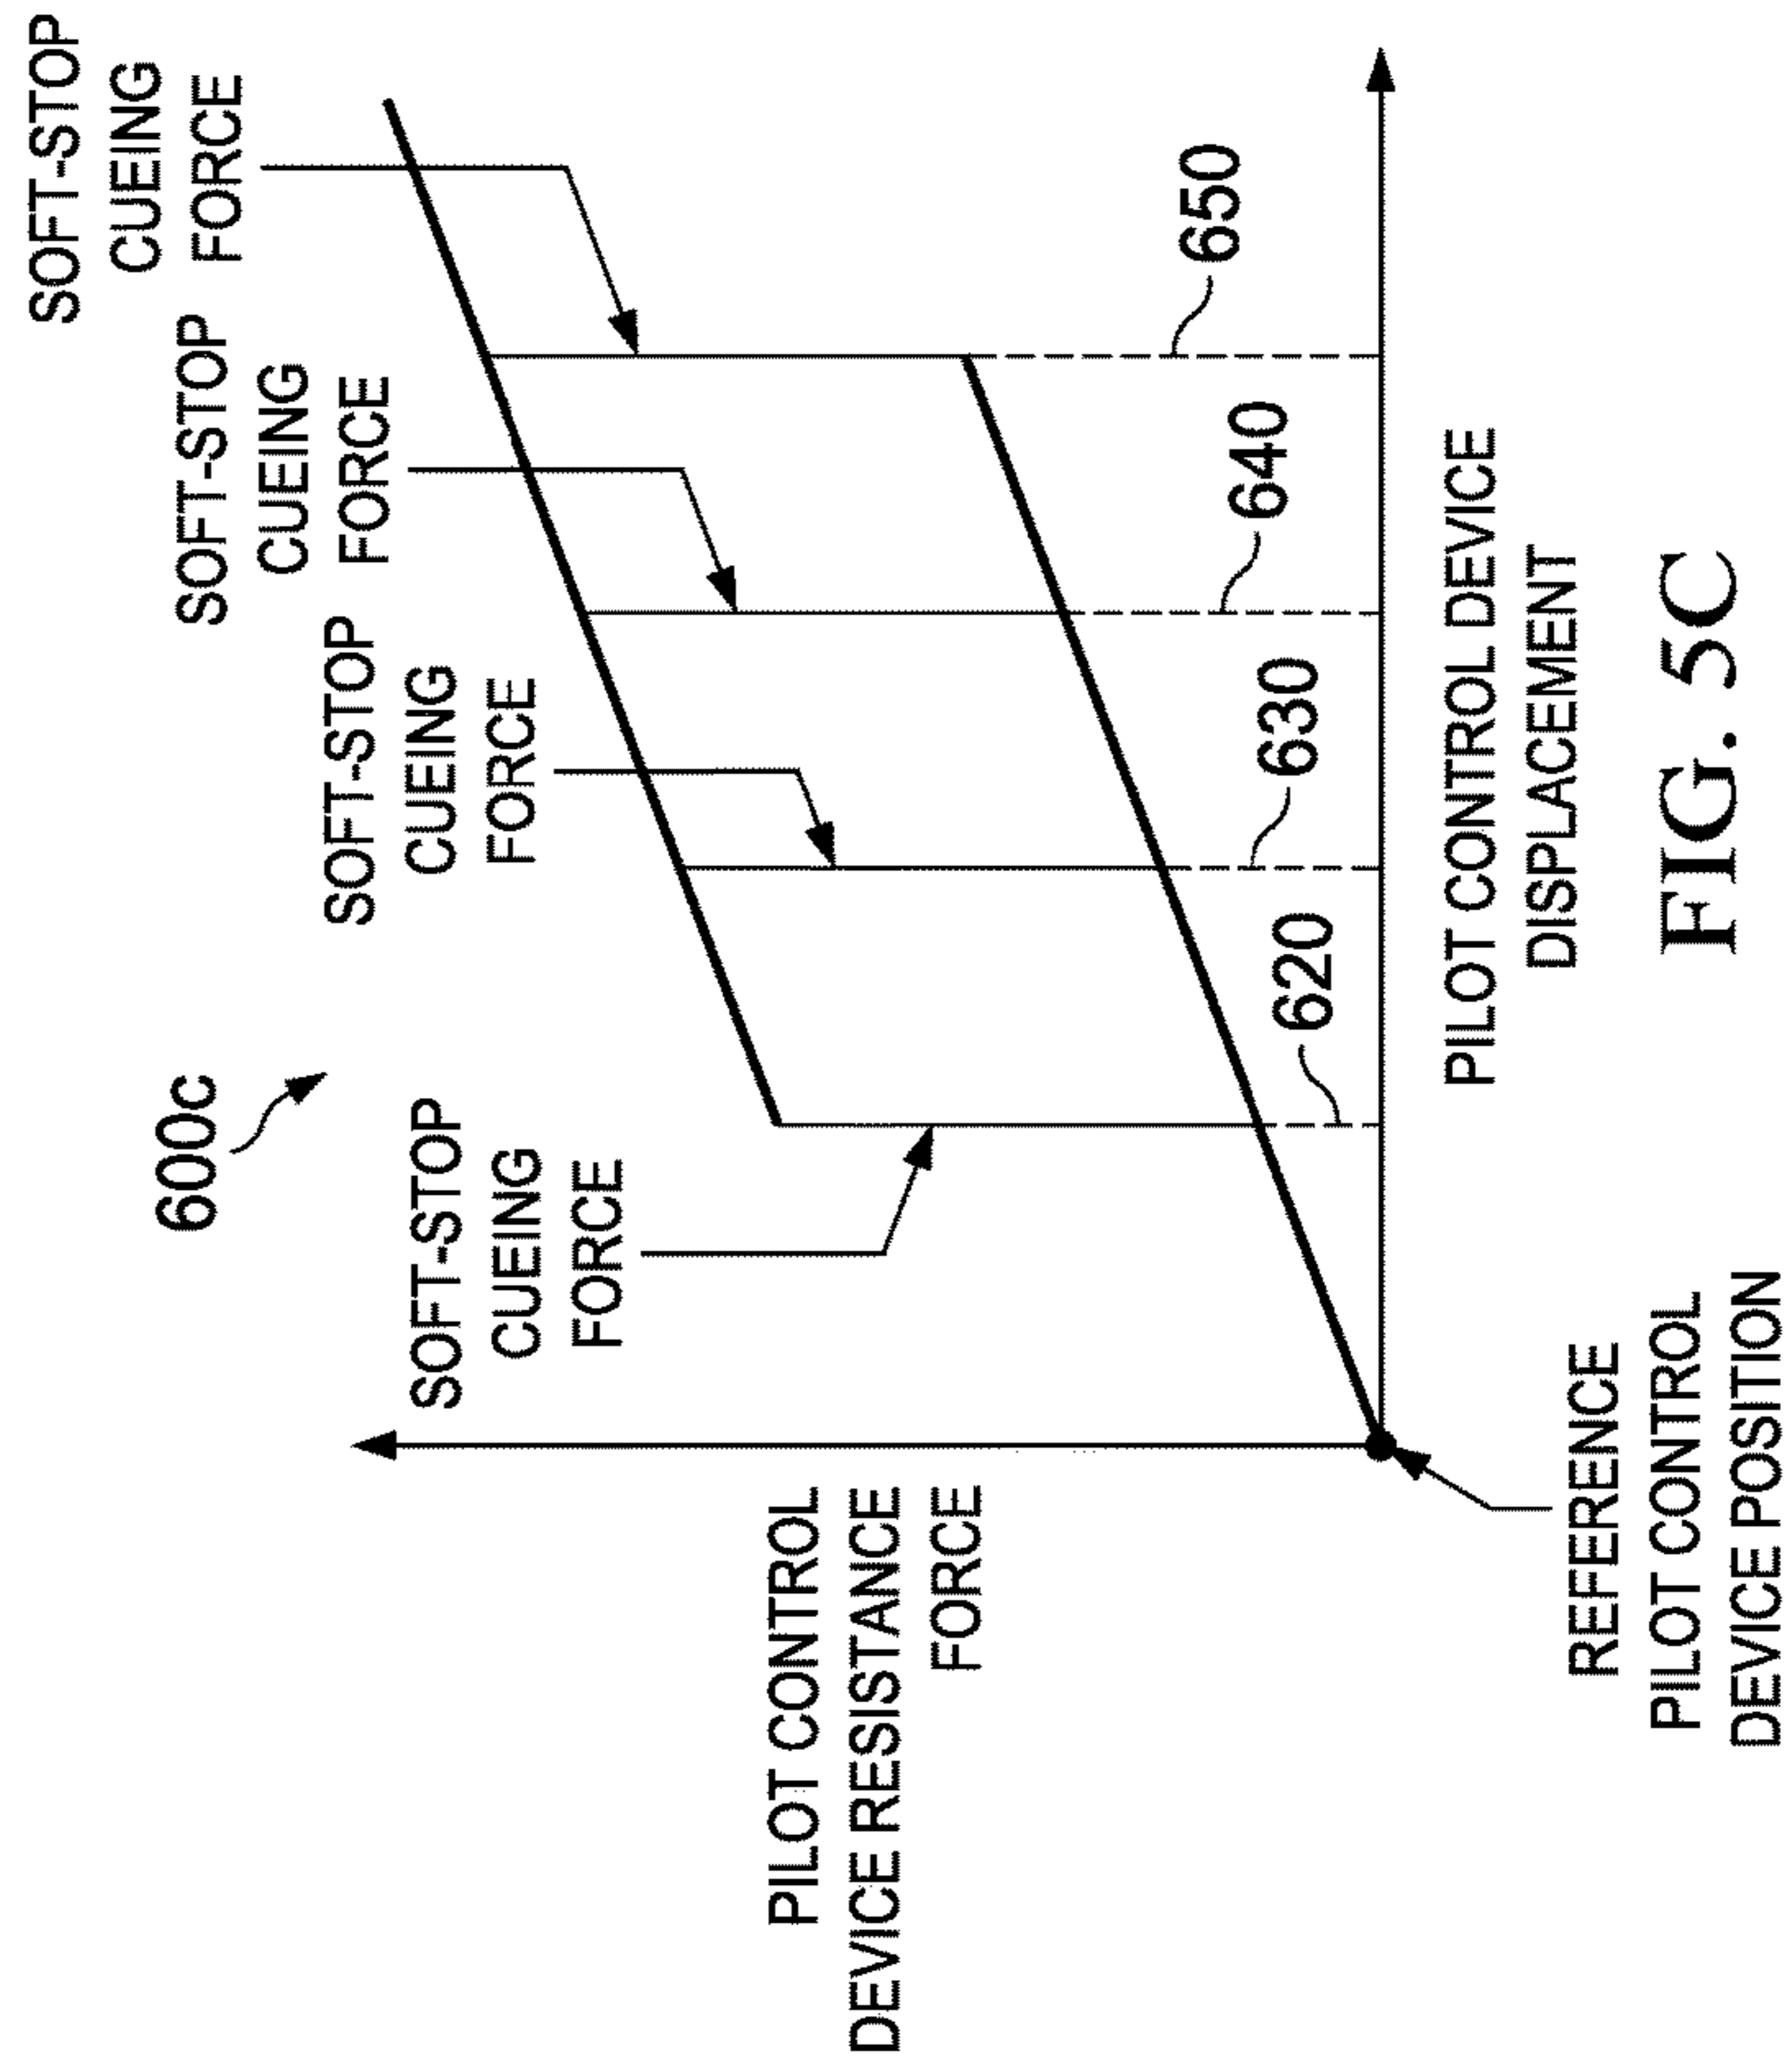 600c
SOFT-STOP
CUEING
FORCE
SOFT-STOP
CUEING
FORCE
SOFT-STOP
CUEING
FORCE
SOFT-STOP
CUEING
FORCE
PILOT CONTROL
DEVICE RESISTANCE
FORCE
620
630
640
650
REFERENCE
PILOT CONTROL
DEVICE POSITION
PILOT CONTROL DEVICE
DISPLACEMENT
FIG. 5C